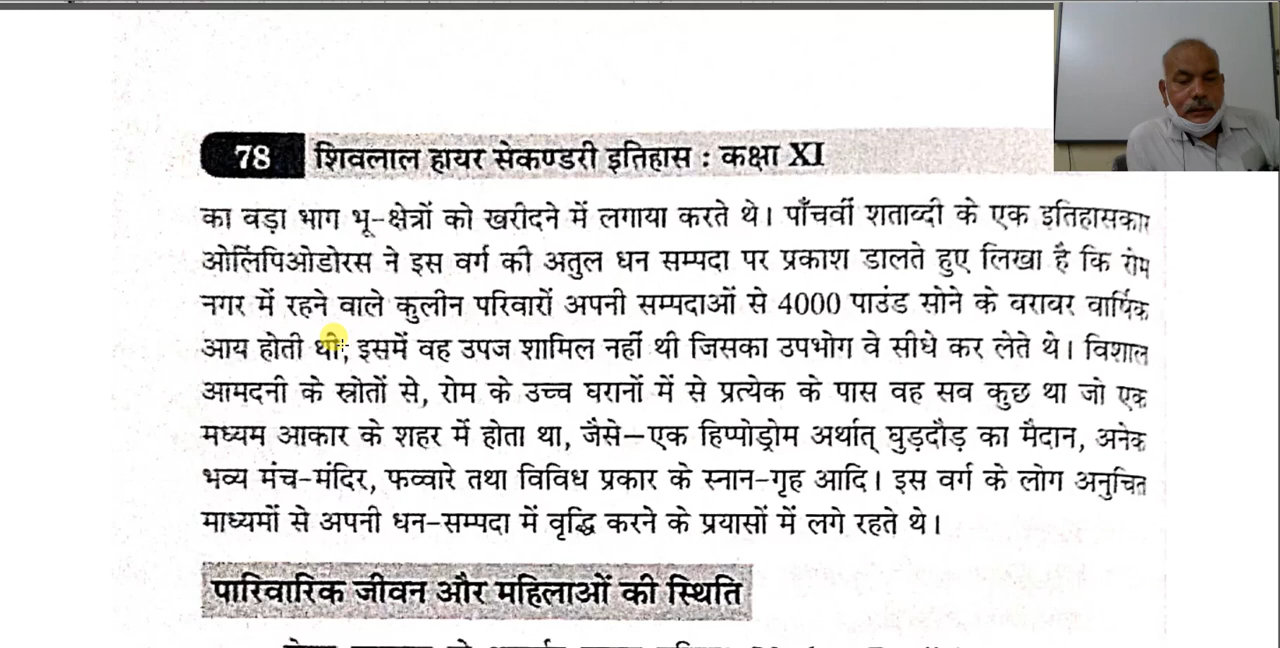 78 शिवलाल हायर सेकण्डरी इतिहास : कक्षा XI
का वड़ा भाग भू-क्षेत्रों को खरीदने में लगाया करते थे। पाँचवीं शताव्दी के एक इतिहासकार
ओलिंपिओडोरस ने इस वर्ग की अतुल धन सम्पदा पर प्रकाश डालते हुए लिखा है कि रोम
नगर में रहने वाले कुलीन परिवारों अपनी सम्पदाओं से 4000 पाउंड सोने के वरावर वार्षिक
आय होती थी, इसमें वह उपज शामिल नहीं थी जिसका उपभोग वे सीधे कर लेते थे। विशाल
आमदनी के स्रोतों से, रोम के उच्च घरानों में से प्रत्येक के पास वह सव कुछ था जो एक
मध्यम आकार के शहर में होता था, जैसे–एक हिप्पोड्रोम अर्थात् घुड़दौड़ का मैदान, अनेक
भव्य मंच-मंदिर, फव्वारे तथा विविध प्रकार के स्नान-गृह आदि। इस वर्ग के लोग अनुचित
माध्यमों से अपनी धन-सम्पदा में वृद्धि करने के प्रयासों में लगे रहते थे।
पारिवारिक जीवन और महिलाओं की स्थिति